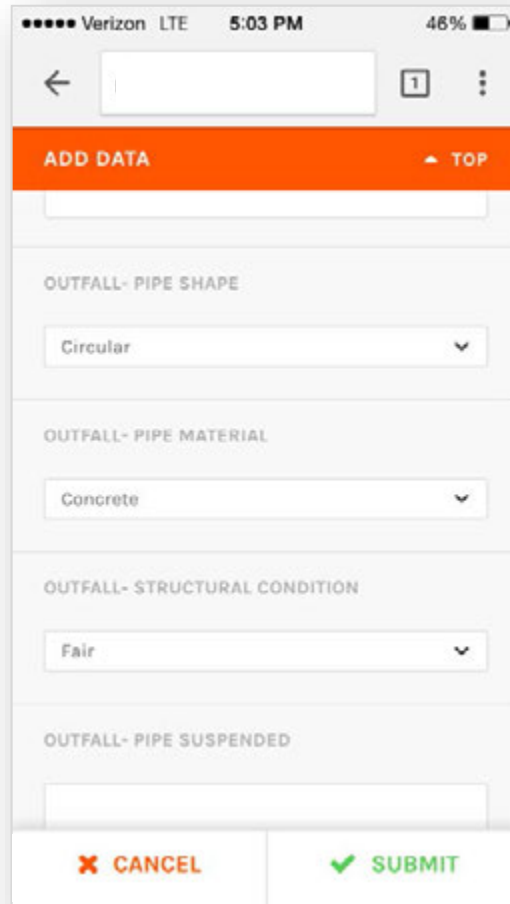 Verizon LTE 5:03 PM 46%
1
ADD DATA TOP
OUTFALL- PIPE SHAPE
Circular
OUTFALL- PIPE MATERIAL
Concrete
OUTFALL- STRUCTURAL CONDITION
Fair
OUTFALL- PIPE SUSPENDED
CANCEL SUBMIT